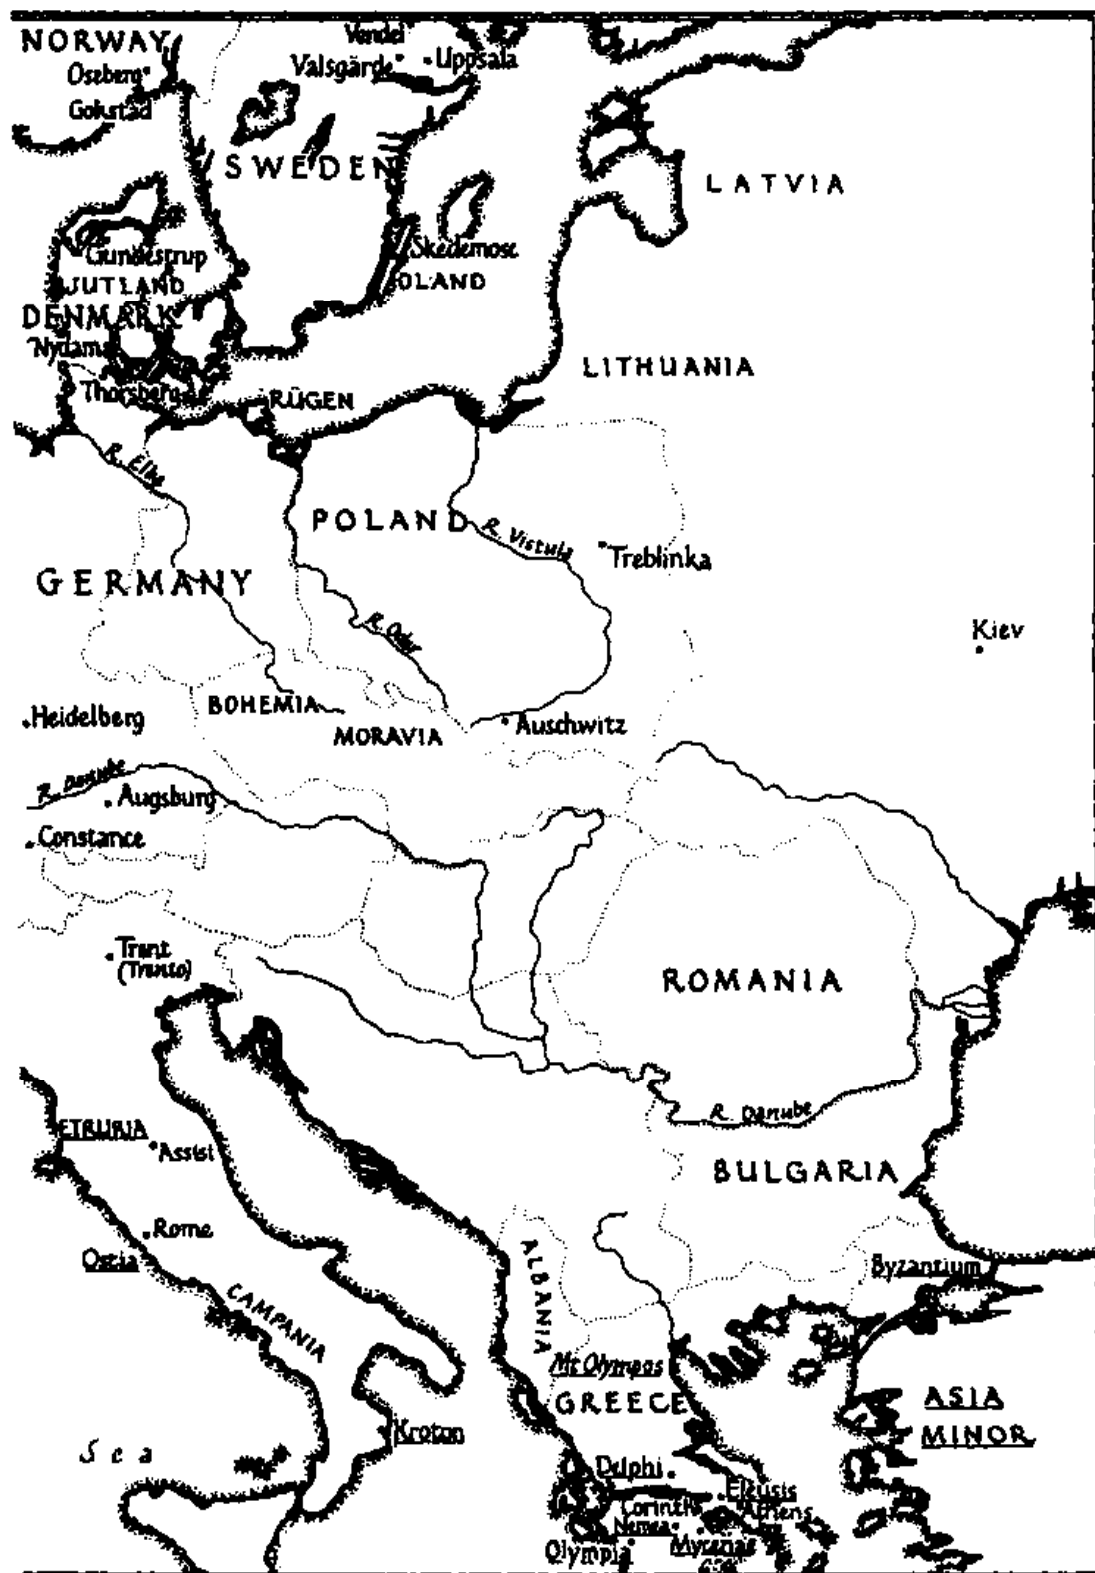 NORWAY
Vendel
Oseberg
Valsgärde
Uppsala
Gokstad
SWEDEN
LATVIA
Gundestrup
Skedemose
JUTLAND
OLAND
DENMARK
Nydam
LITHUANIA
Thorsberg
RÜGEN
R. Elbe
POLAND
R. Vistula
Treblinka
GERMANY
Kiev
R. Oder
BOHEMIA
Heidelberg
Auschwitz
MORAVIA
R. Danube
Augsburg
Constance
Trent
(Trento)
ROMANIA
R. Danube
ETRURIA
Assisi
BULGARIA
Rome
Ostia
ALBANIA
Byzantium
CAMPANIA
Mt Olympos
GREECE
ASIA
MINOR
Kroton
Sea
Delphi
Eleusis
Corinth
Athens
Nemea
Mycenae
Olympia